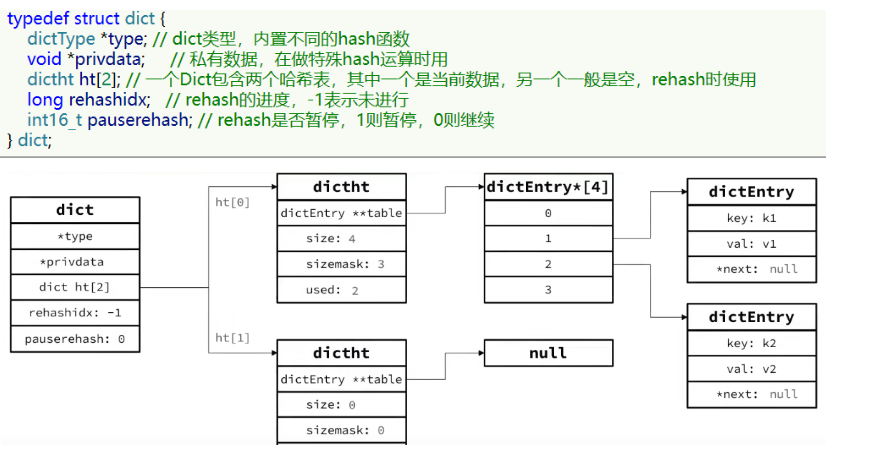 typedef struct dict {
dictType *type; // dict类型，内置不同的hash函数
void *privdata; // 私有数据，在做特殊hash运算时用
dictht ht[2]; // 一个Dict包含两个哈希表，其中一个是当前数据，另一个一般是空，rehash时使用
long rehashidx; // rehash的进度，-1表示未进行
int16_t pauserehash; // rehash是否暂停，1则暂停，0则继续
} dict;
dict
*type
*privdata
dict ht[2]
rehashidx: -1
pauserehash: 0
ht[0]
dictht
dictEntry **table
size: 4
sizemask: 3
used: 2
dictEntry*[4]
0
1
2
3
dictEntry
key: k1
val: v1
*next: null
dictEntry
key: k2
val: v2
*next: null
ht[1]
dictht
dictEntry **table
size: 0
sizemask: 0
null